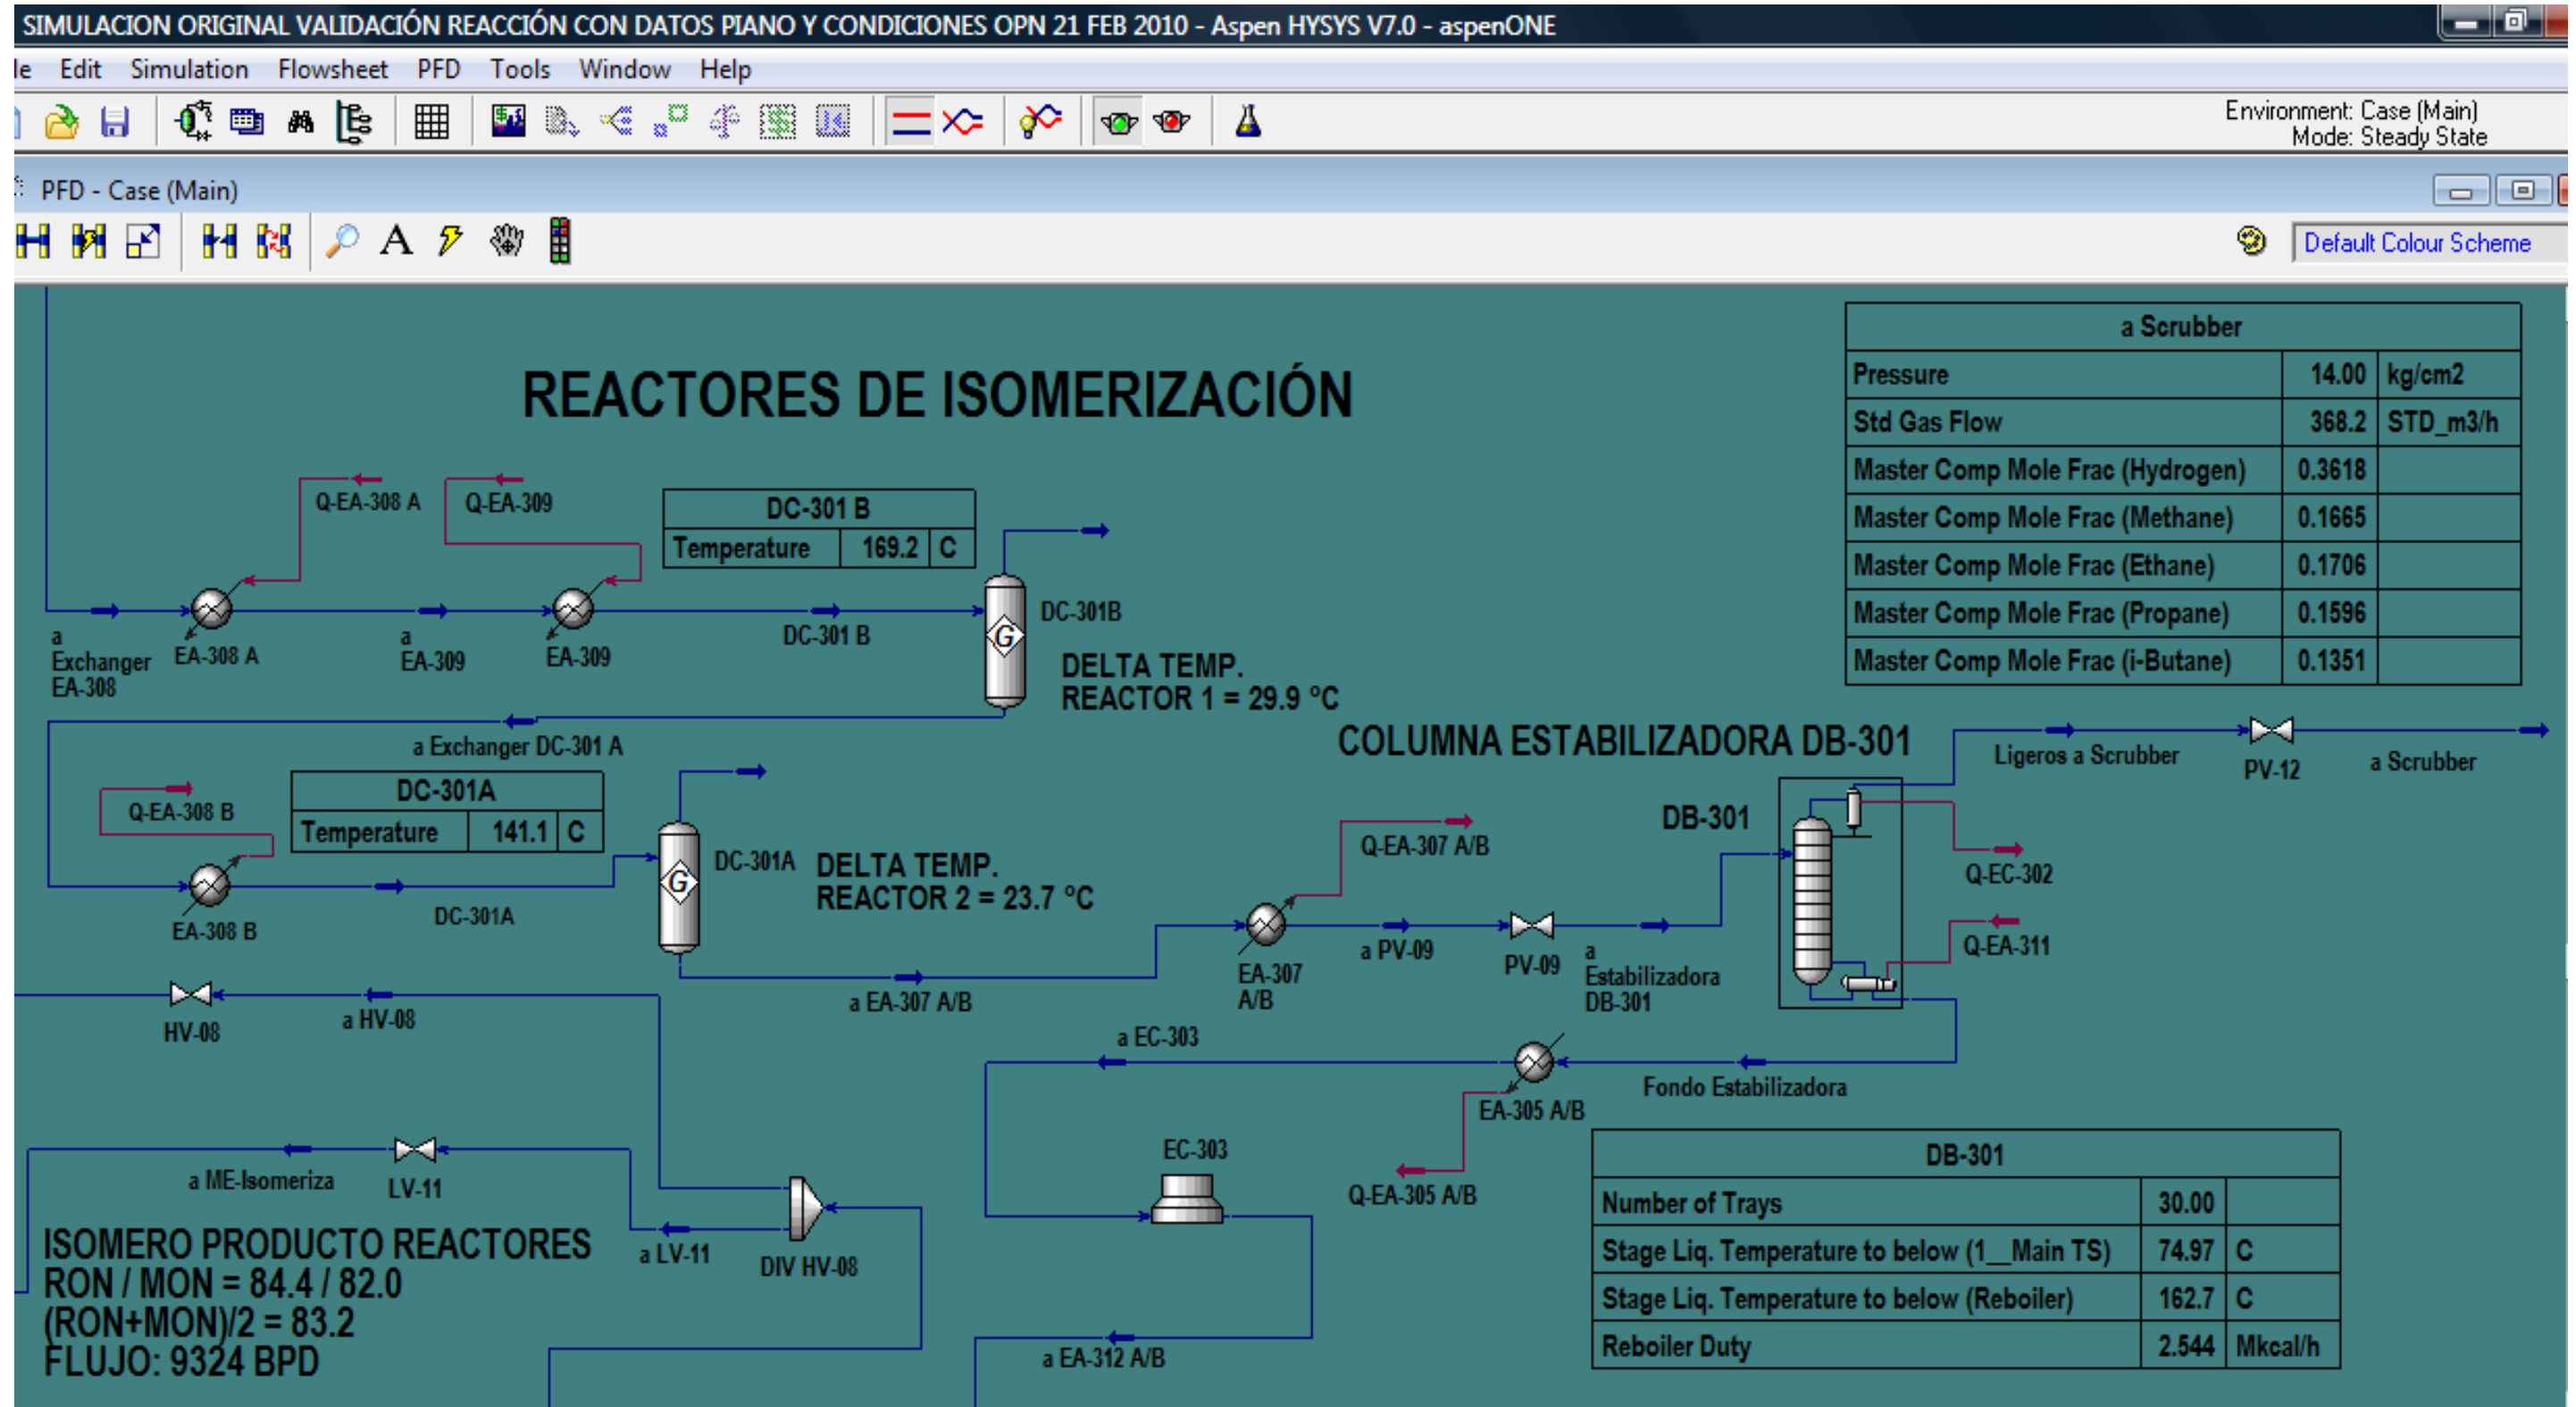 SIMULACION ORIGINAL VALIDACIÓN REACCIÓN CON DATOS PIANO Y CONDICIONES OPN 21 FEB 2010 - Aspen HYSYS V7.0 - aspenONE
le Edit Simulation Flowsheet PFD Tools Window Help
Environment: Case (Main)
Mode: Steady State
PFD - Case (Main)
A
Default Colour Scheme
REACTORES DE ISOMERIZACIÓN
a Scrubber
Pressure 14.00 kg/cm2
Std Gas Flow 368.2 STD_m3/h
Master Comp Mole Frac (Hydrogen) 0.3618
Master Comp Mole Frac (Methane) 0.1665
Master Comp Mole Frac (Ethane) 0.1706
Master Comp Mole Frac (Propane) 0.1596
Master Comp Mole Frac (i-Butane) 0.1351
Q-EA-308 A
Q-EA-309
DC-301 B
Temperature 169.2 C
a
Exchanger
EA-308
EA-308 A
a
EA-309
EA-309
DC-301 B
G
DC-301B
DELTA TEMP.
REACTOR 1 = 29.9 °C
a Exchanger DC-301 A
COLUMNA ESTABILIZADORA DB-301
Ligeros a Scrubber
PV-12
a Scrubber
Q-EA-308 B
DC-301A
Temperature 141.1 C
EA-308 B
DC-301A
G
DC-301A
DELTA TEMP.
REACTOR 2 = 23.7 °C
Q-EA-307 A/B
DB-301
Q-EC-302
Q-EA-311
a EA-307 A/B
EA-307
A/B
a PV-09
PV-09
a
Estabilizadora
DB-301
HV-08
a HV-08
a EC-303
Fondo Estabilizadora
EA-305 A/B
Q-EA-305 A/B
EC-303
a ME-Isomeriza
LV-11
a LV-11
DIV HV-08
a EA-312 A/B
ISOMERO PRODUCTO REACTORES
RON / MON = 84.4 / 82.0
(RON+MON)/2 = 83.2
FLUJO: 9324 BPD
DB-301
Number of Trays 30.00
Stage Liq. Temperature to below (1__Main TS) 74.97 C
Stage Liq. Temperature to below (Reboiler) 162.7 C
Reboiler Duty 2.544 Mkcal/h